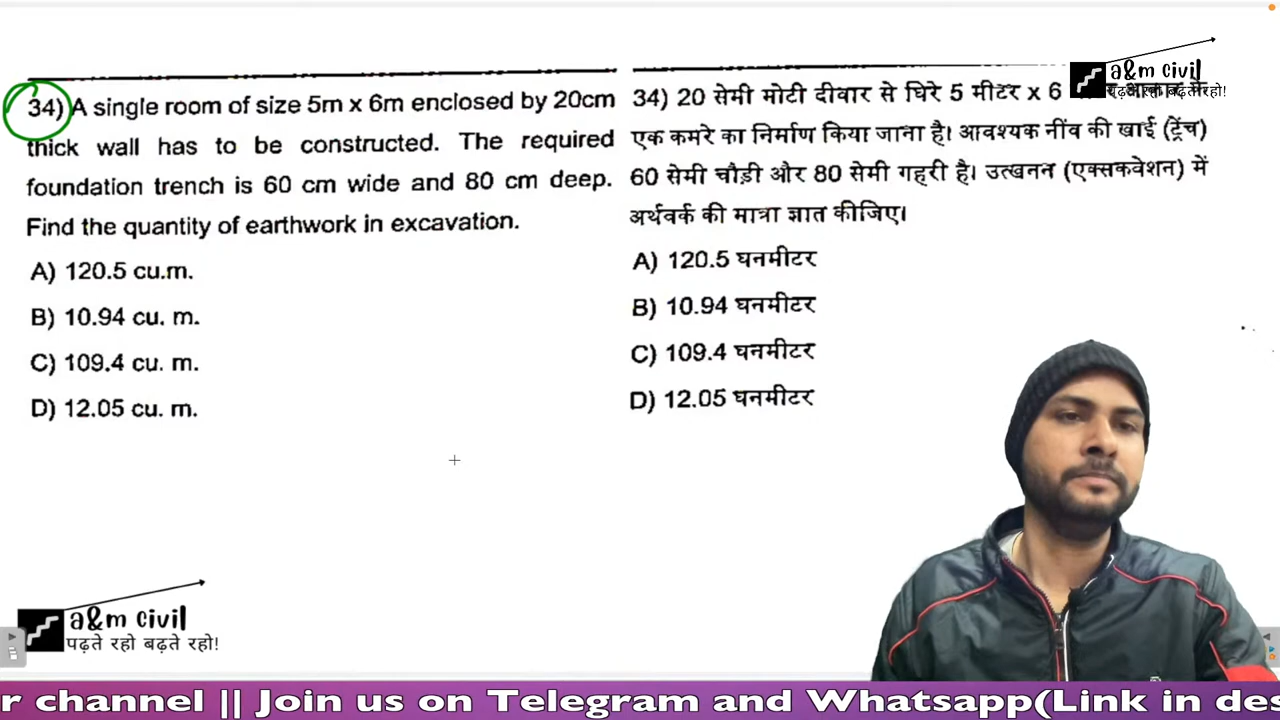 a&m civil
पढ़ते रहो बढ़ते रहो!
34) A single room of size 5m x 6m enclosed by 20cm
thick wall has to be constructed. The required
foundation trench is 60 cm wide and 80 cm deep.
Find the quantity of earthwork in excavation.
A) 120.5 cu.m.
B) 10.94 cu. m.
C) 109.4 cu. m.
D) 12.05 cu. m.
34) 20 सेमी मोटी दीवार से घिरे 5 मीटर x 6 में
एक कमरे का निर्माण किया जाना है। आवश्यक नींव की खाई (ट्रेंच)
60 सेमी चौड़ी और 80 सेमी गहरी है। उत्खनन (एक्सकवेशन) में
अर्थवर्क की मात्रा ज्ञात कीजिए।
A) 120.5 घनमीटर
B) 10.94 घनमीटर
C) 109.4 घनमीटर
D) 12.05 घनमीटर
a&m civil
पढ़ते रहो बढ़ते रहो!
r channel || Join us on Telegram and Whatsapp(Link in des